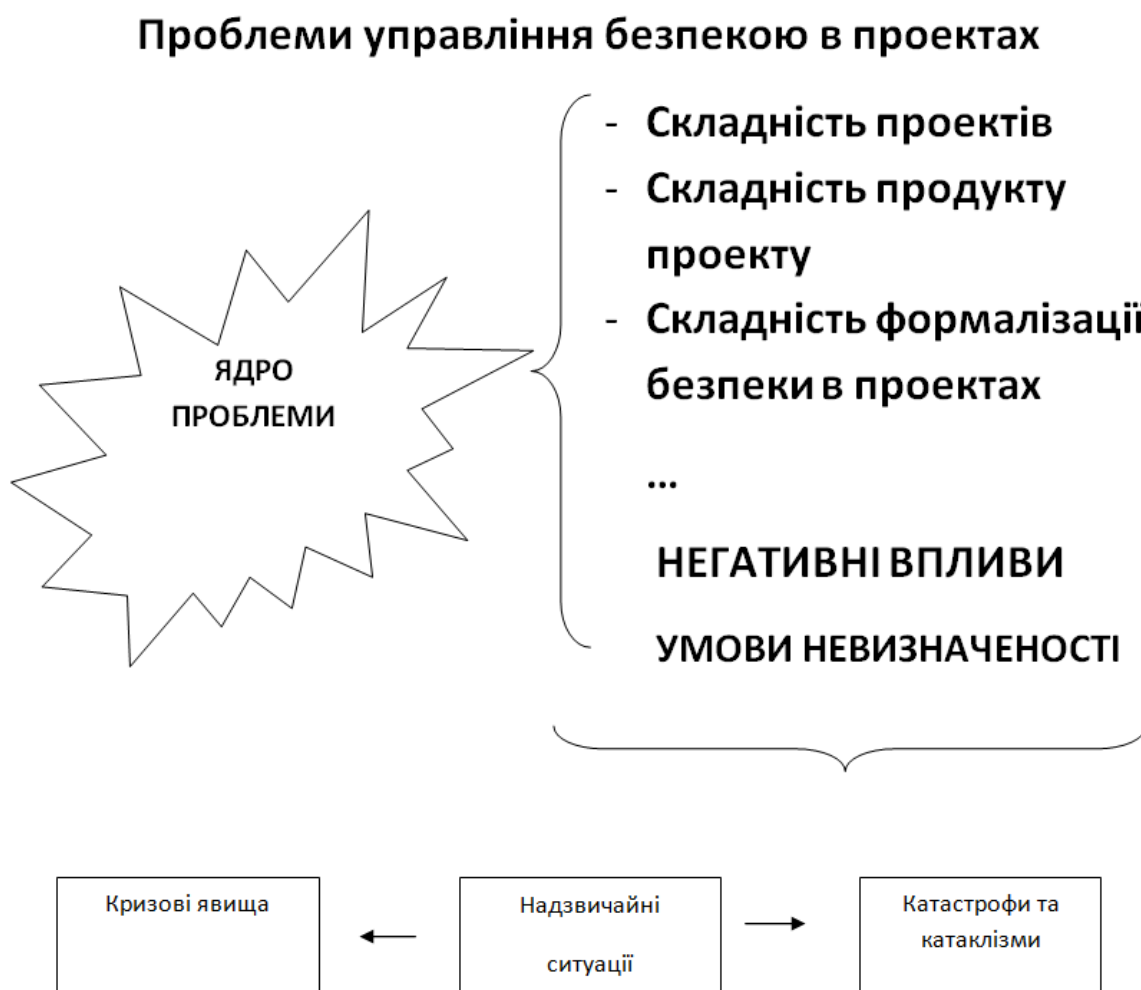 Проблеми управління безпекою в проектах
- Складність проектів
- Складність продукту
проекту
- Складність формалізації
безпеки в проектах
...
НЕГАТИВНІ ВПЛИВИ
УМОВИ НЕВИЗНАЧЕНОСТІ
ЯДРО
ПРОБЛЕМИ
Кризові явища
Надзвичайні
ситуації
Катастрофи та
катаклізми